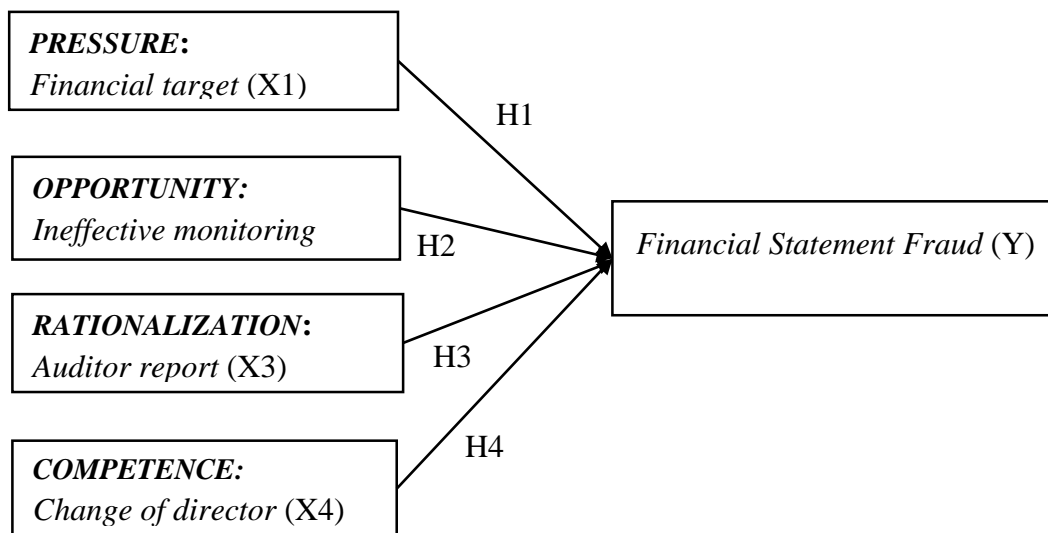 PRESSURE:
Financial target (X1)
H1
OPPORTUNITY:
Ineffective monitoring
H2
Financial Statement Fraud (Y)
RATIONALIZATION:
Auditor report (X3)
H3
COMPETENCE:
Change of director (X4)
H4